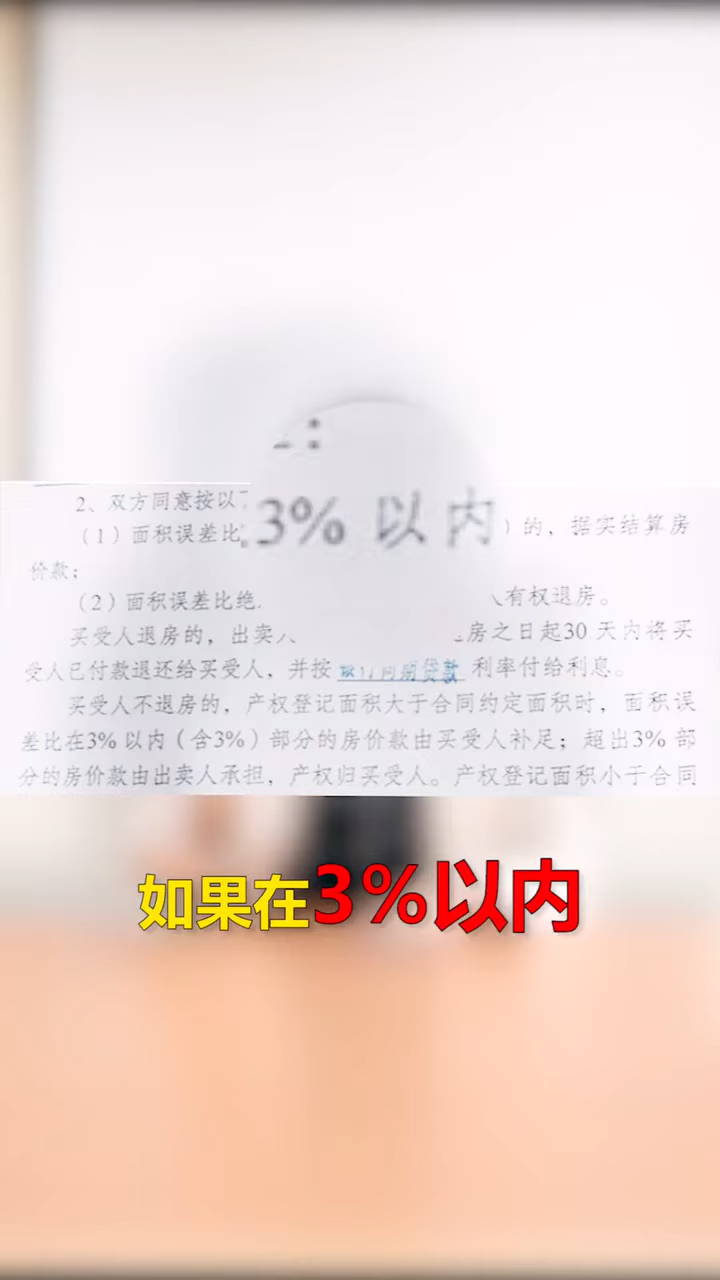 2、双方同意按以
（1）面积误差比 3% 以内 ）的，据实结算房
价款；
（2）面积误差比绝 人有权退房。
买受人退房的，出卖人 房之日起30 天内将买
受人已付款退还给买受人，并按 贷款 利率付给利息。
买受人不退房的，产权登记面积大于合同约定面积时，面积误
差比在3% 以内（含3%）部分的房价款由买受人补足；超出3% 部
分的房价款由出卖人承担，产权归买受人。产权登记面积小于合同
如果在3%以内